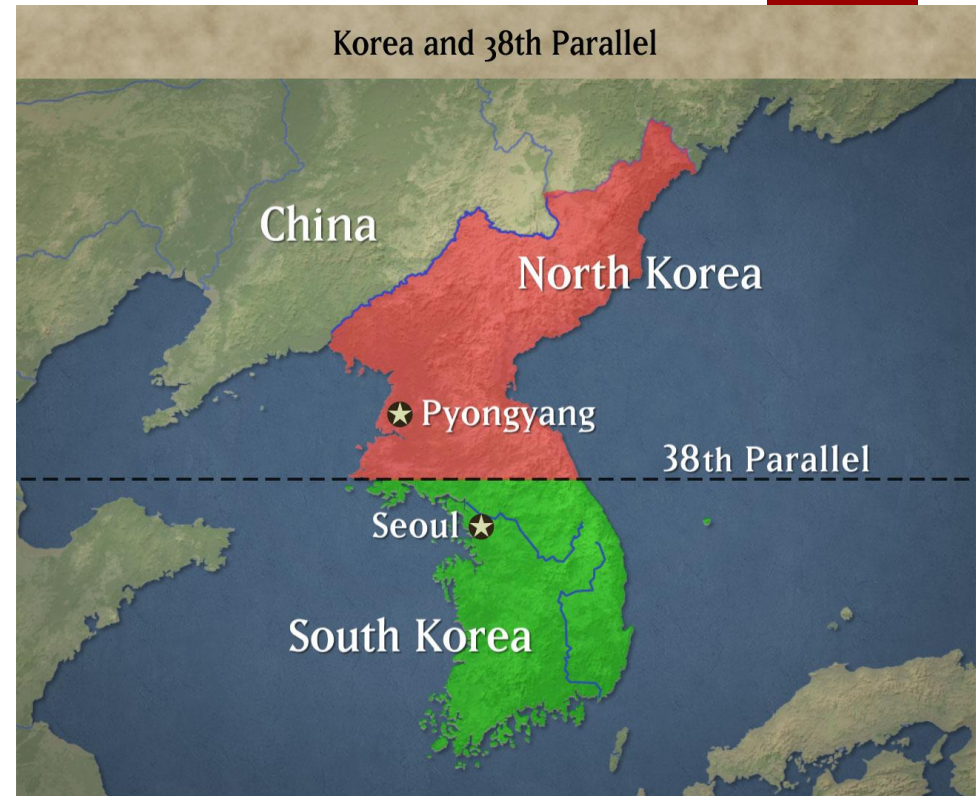 Korea and 38th Parallel
China
North Korea
Pyongyang
38th Parallel
Seoul
South Korea